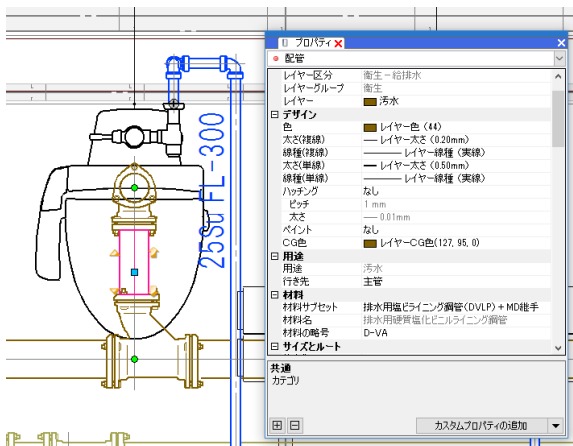 25Su FL-300
プロパティ
配管
レイヤー区分 衛生－給排水
レイヤーグループ 衛生
レイヤー 汚水
デザイン
色 レイヤー色 (44)
太さ(複線) レイヤー太さ (0.20mm)
線種(複線) レイヤー線種 (実線)
太さ(単線) レイヤー太さ (0.50mm)
線種(単線) レイヤー線種 (実線)
ハッチング なし
ピッチ 1 mm
太さ 0.01mm
ペイント なし
CG色 レイヤーCG色(127, 95, 0)
用途
用途 汚水
行き先 主管
材料
材料サブセット 排水用塩ビライニング鋼管(DVLP)+MD継手
材料名 排水用硬質塩化ビニルライニング鋼管
材料の略号 D-VA
サイズとルート
共通
カテゴリ
カスタムプロパティの追加